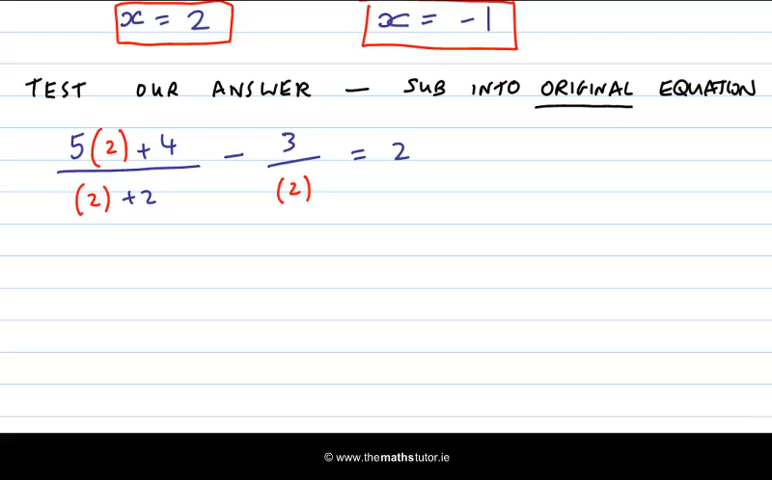 x = 2 x = -1
TEST OUR ANSWER — SUB INTO ORIGINAL EQUATION
5(2) + 4 / (2) + 2 - 3 / (2) = 2
© www.themathstutor.ie